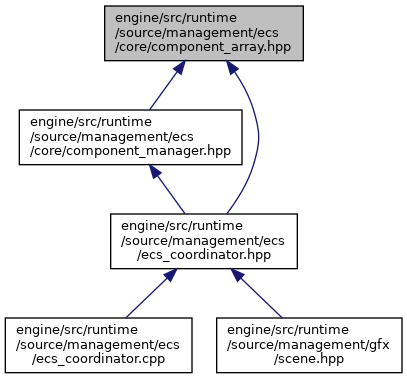 engine/src/runtime
/source/management/ecs
/core/component_array.hpp
engine/src/runtime
/source/management/ecs
/core/component_manager.hpp
engine/src/runtime
/source/management/ecs
/ecs_coordinator.hpp
engine/src/runtime
/source/management/ecs
/ecs_coordinator.cpp
engine/src/runtime
/source/management/gfx
/scene.hpp